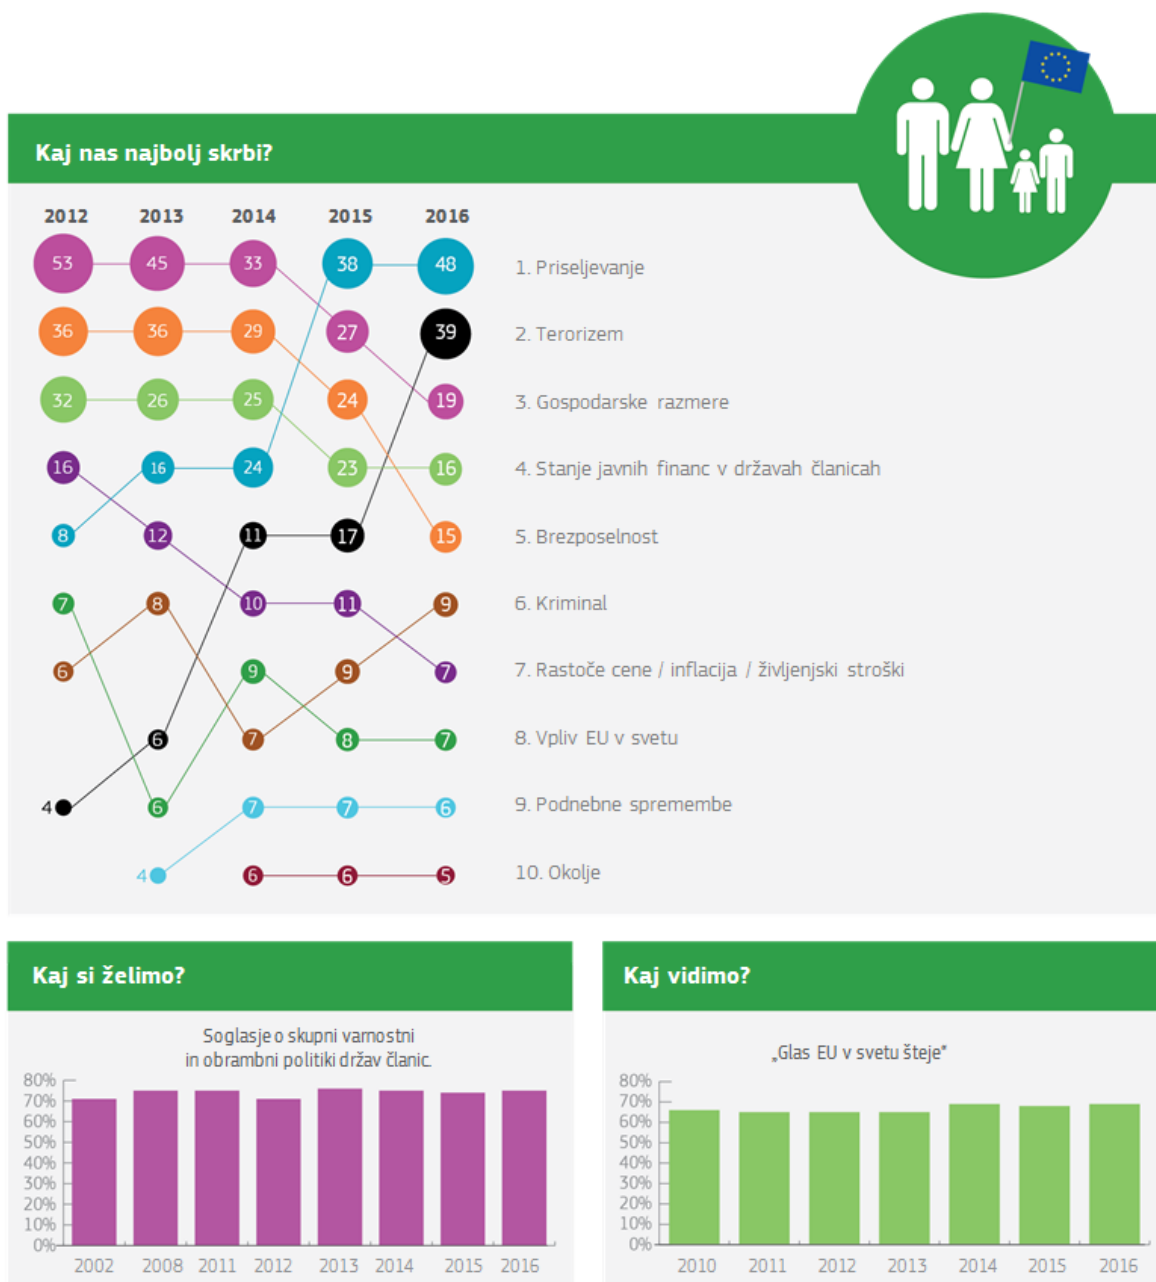 Kaj nas najbolj skrbi?
2012 2013 2014 2015 2016
53 45 33 38 48 1. Priseljevanje
36 36 29 27 39 2. Terorizem
32 26 25 24 19 3. Gospodarske razmere
16 16 24 23 16 4. Stanje javnih financ v državah članicah
8 12 11 17 15 5. Brezposelnost
7 8 10 11 9 6. Kriminal
6 9 9 7 7. Rastoče cene / inflacija / življenjski stroški
6 7 8 7 8. Vpliv EU v svetu
4 6 7 7 6 9. Podnebne spremembe
4 6 6 5 10. Okolje
Kaj si želimo?
Soglasje o skupni varnostni
in obrambni politiki držav članic.
80%
70%
60%
50%
40%
30%
20%
10%
0%
2002 2008 2011 2012 2013 2014 2015 2016
Kaj vidimo?
„Glas EU v svetu šteje“
80%
70%
60%
50%
40%
30%
20%
10%
0%
2010 2011 2012 2013 2014 2015 2016